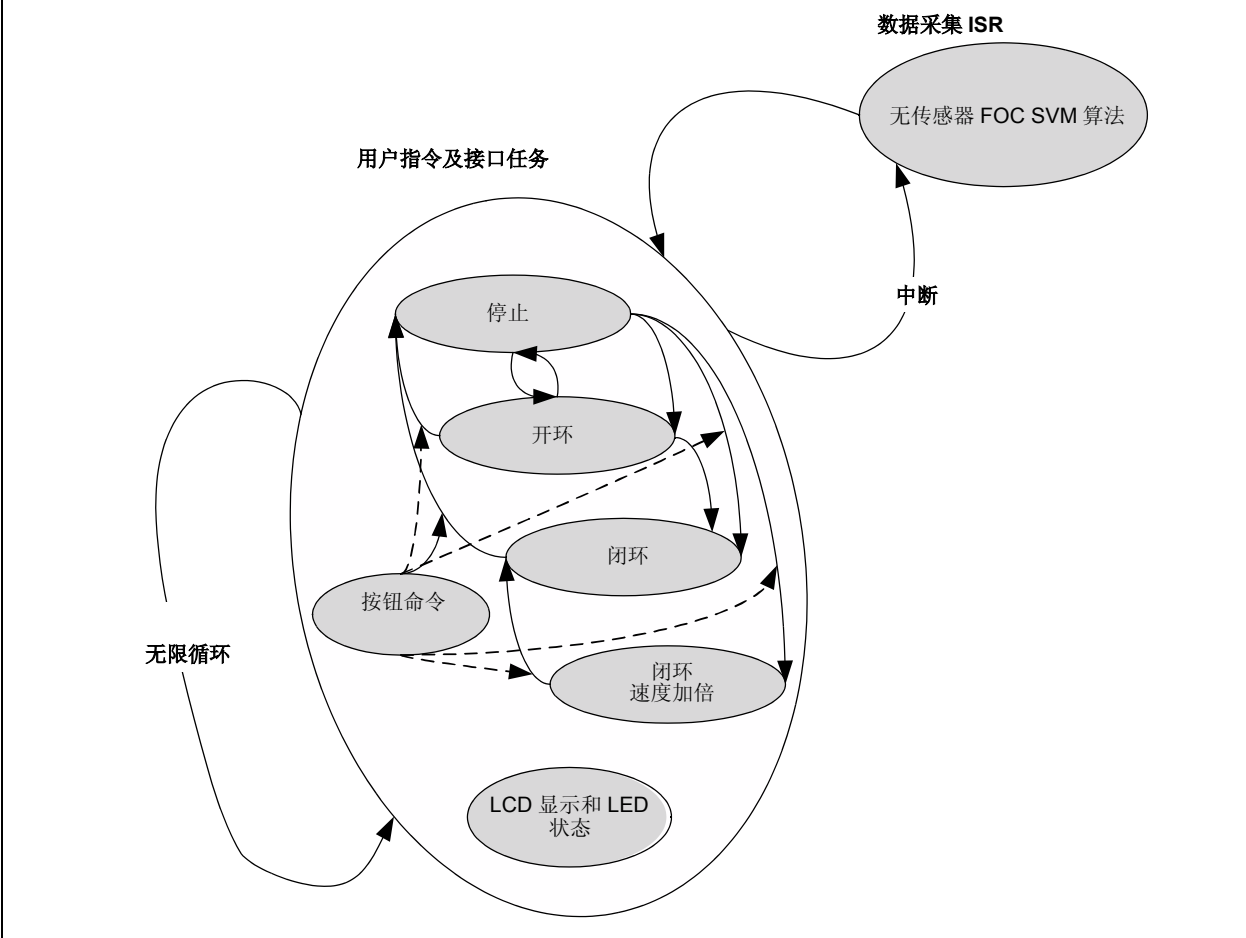 数据采集 ISR
无传感器 FOC SVM 算法
用户指令及接口任务
中断
停止
开环
闭环
按钮命令
无限循环
闭环
速度加倍
LCD 显示和 LED
状态